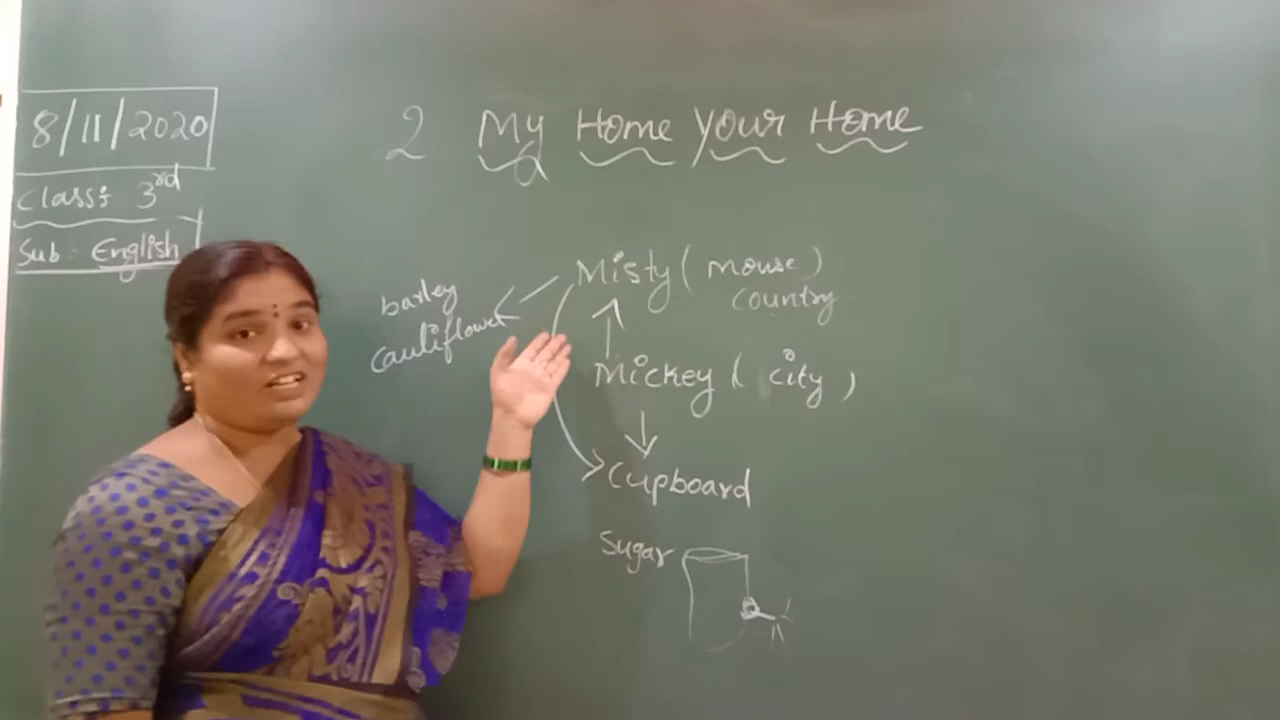 8/11/2020
Class: 3rd
Sub: English
2 My Home Your Home
Misty (mouse)
country
barley
cauliflower
Mickey (city)
Cupboard
Sugar